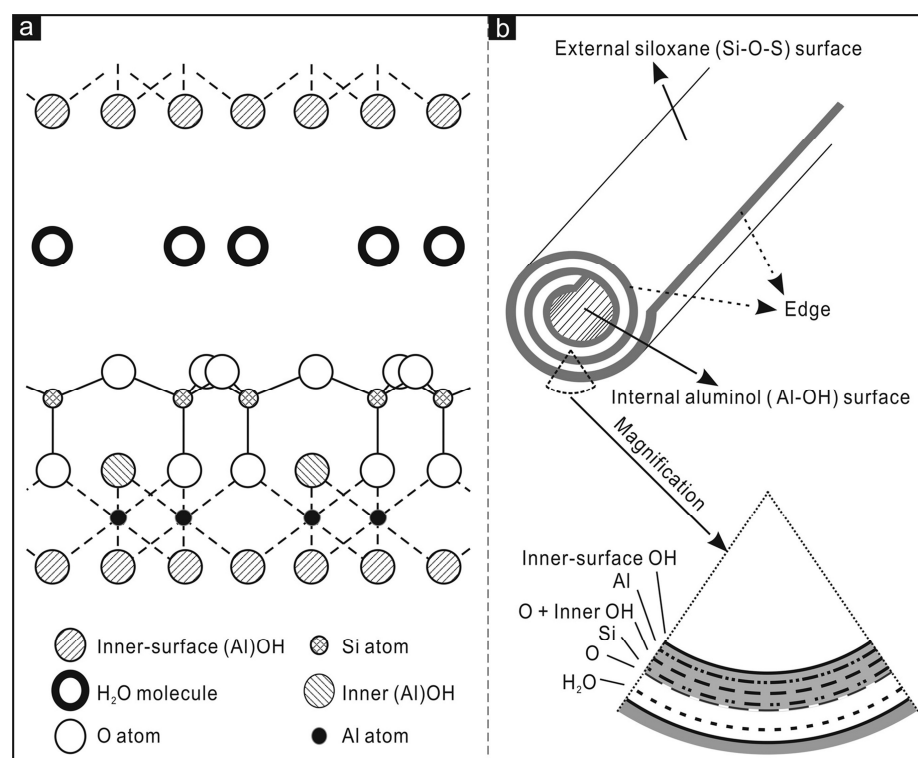 a
Inner-surface (Al)OH
Si atom
H₂O molecule
Inner (Al)OH
O atom
Al atom
b
External siloxane (Si-O-S) surface
Edge
Internal aluminol (Al-OH) surface
Magnification
Inner-surface OH
Al
O + Inner OH
Si
O
H₂O